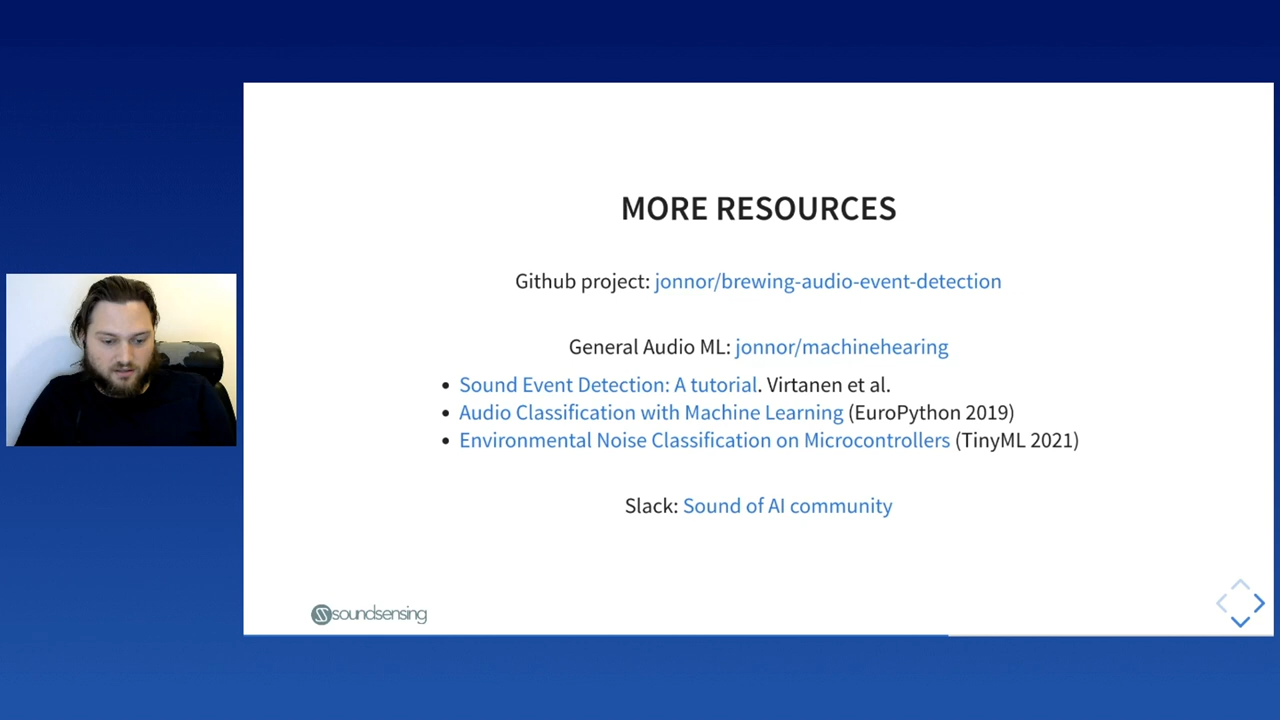 MORE RESOURCES
Github project: jonnor/brewing-audio-event-detection
General Audio ML: jonnor/machinehearing
• Sound Event Detection: A tutorial. Virtanen et al.
• Audio Classification with Machine Learning (EuroPython 2019)
• Environmental Noise Classification on Microcontrollers (TinyML 2021)
Slack: Sound of AI community
soundsensing